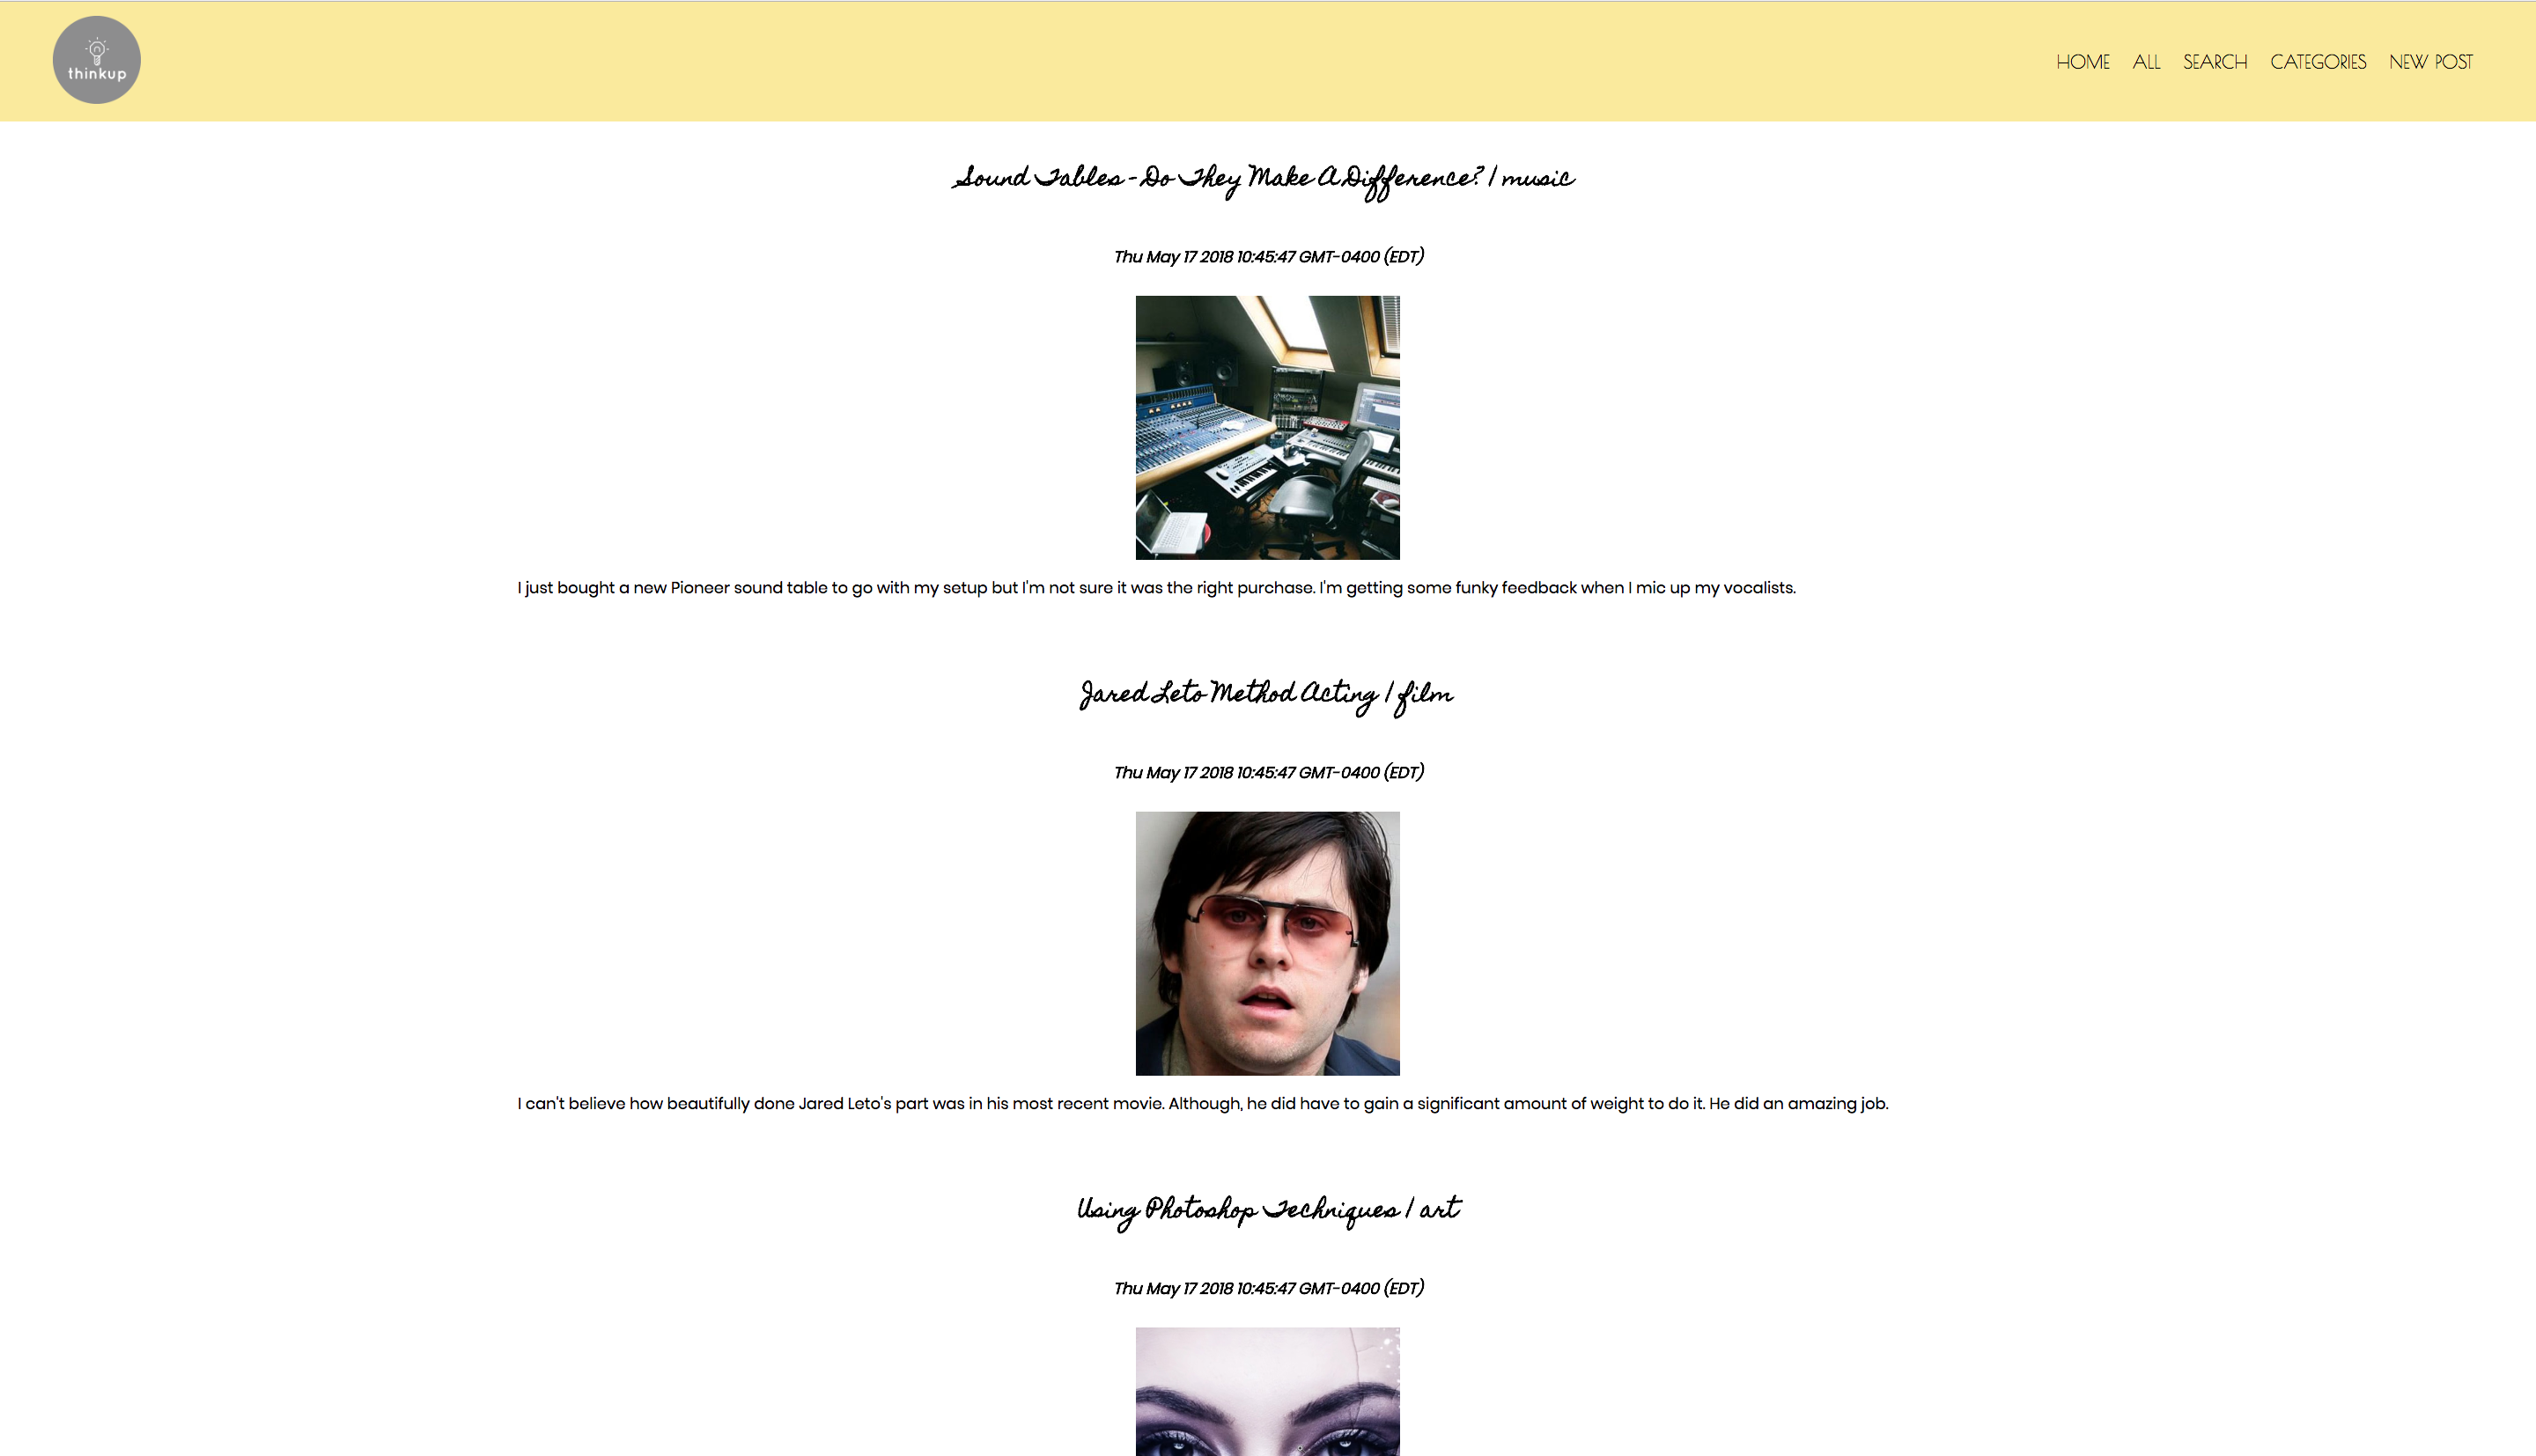 thinkup
HOME ALL SEARCH CATEGORIES NEW POST
Sound Tables - Do They Make A Difference? / music
Thu May 17 2018 10:45:47 GMT-0400 (EDT)
I just bought a new Pioneer sound table to go with my setup but I'm not sure it was the right purchase. I'm getting some funky feedback when I mic up my vocalists.
Jared Leto Method Acting / film
Thu May 17 2018 10:45:47 GMT-0400 (EDT)
I can't believe how beautifully done Jared Leto's part was in his most recent movie. Although, he did have to gain a significant amount of weight to do it. He did an amazing job.
Using Photoshop Techniques / art
Thu May 17 2018 10:45:47 GMT-0400 (EDT)